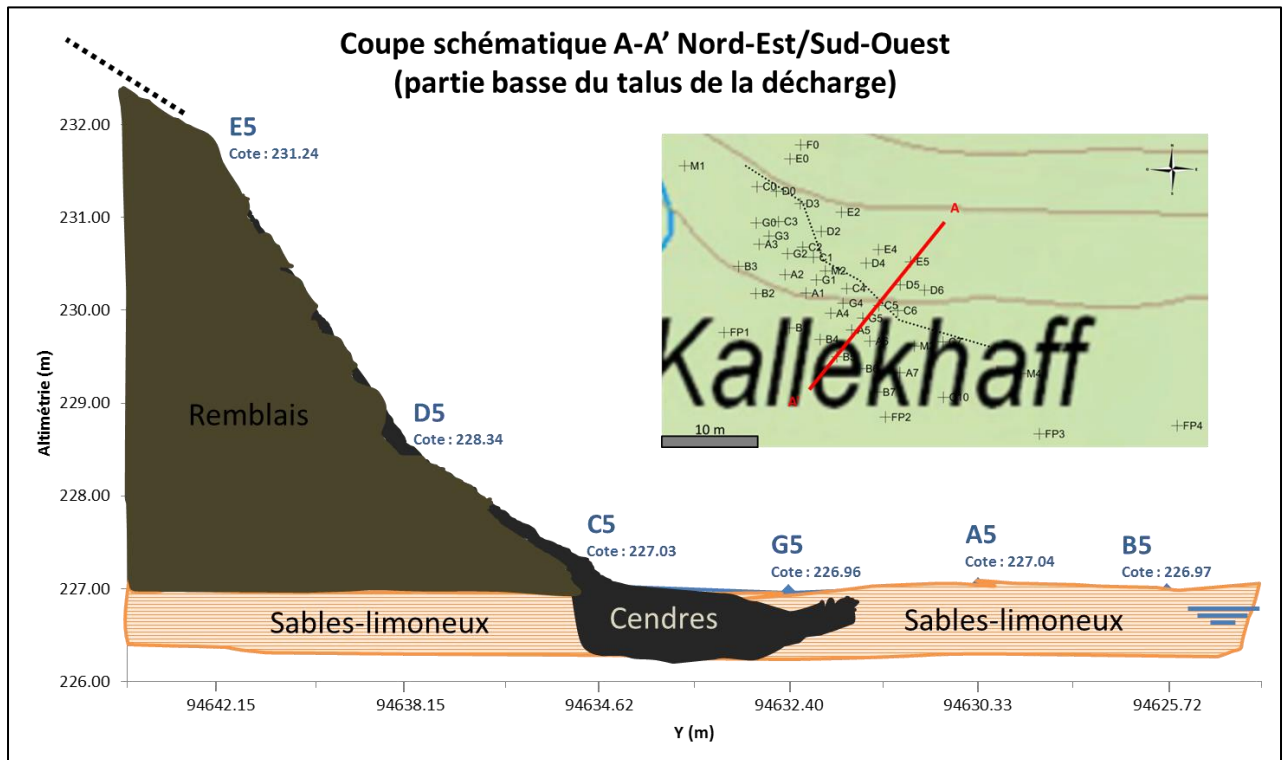 Coupe schématique A-A’ Nord-Est/Sud-Ouest
(partie basse du talus de la décharge)
232.00
231.00
230.00
229.00
228.00
227.00
226.00
Altimétrie (m)
E5
Cote : 231.24
D5
Cote : 228.34
C5
Cote : 227.03
G5
Cote : 226.96
A5
Cote : 227.04
B5
Cote : 226.97
Remblais
Sables-limoneux
Cendres
Sables-limoneux
94642.15 94638.15 94634.62 94632.40 94630.33 94625.72
Y (m)
F0
E0
M1
C0 D0
D3 E2 A
G0 C3
G3 D2
A3 C2 E4
G2 C1 E5
B3 M2 D4
A2 G1 D5
B2 A1 C4 D6
G4 C5
A4 G5 C6
FP1 A5
B4
Kallekhaff
A7 M4
B7
FP2
FP3 FP4
10 m